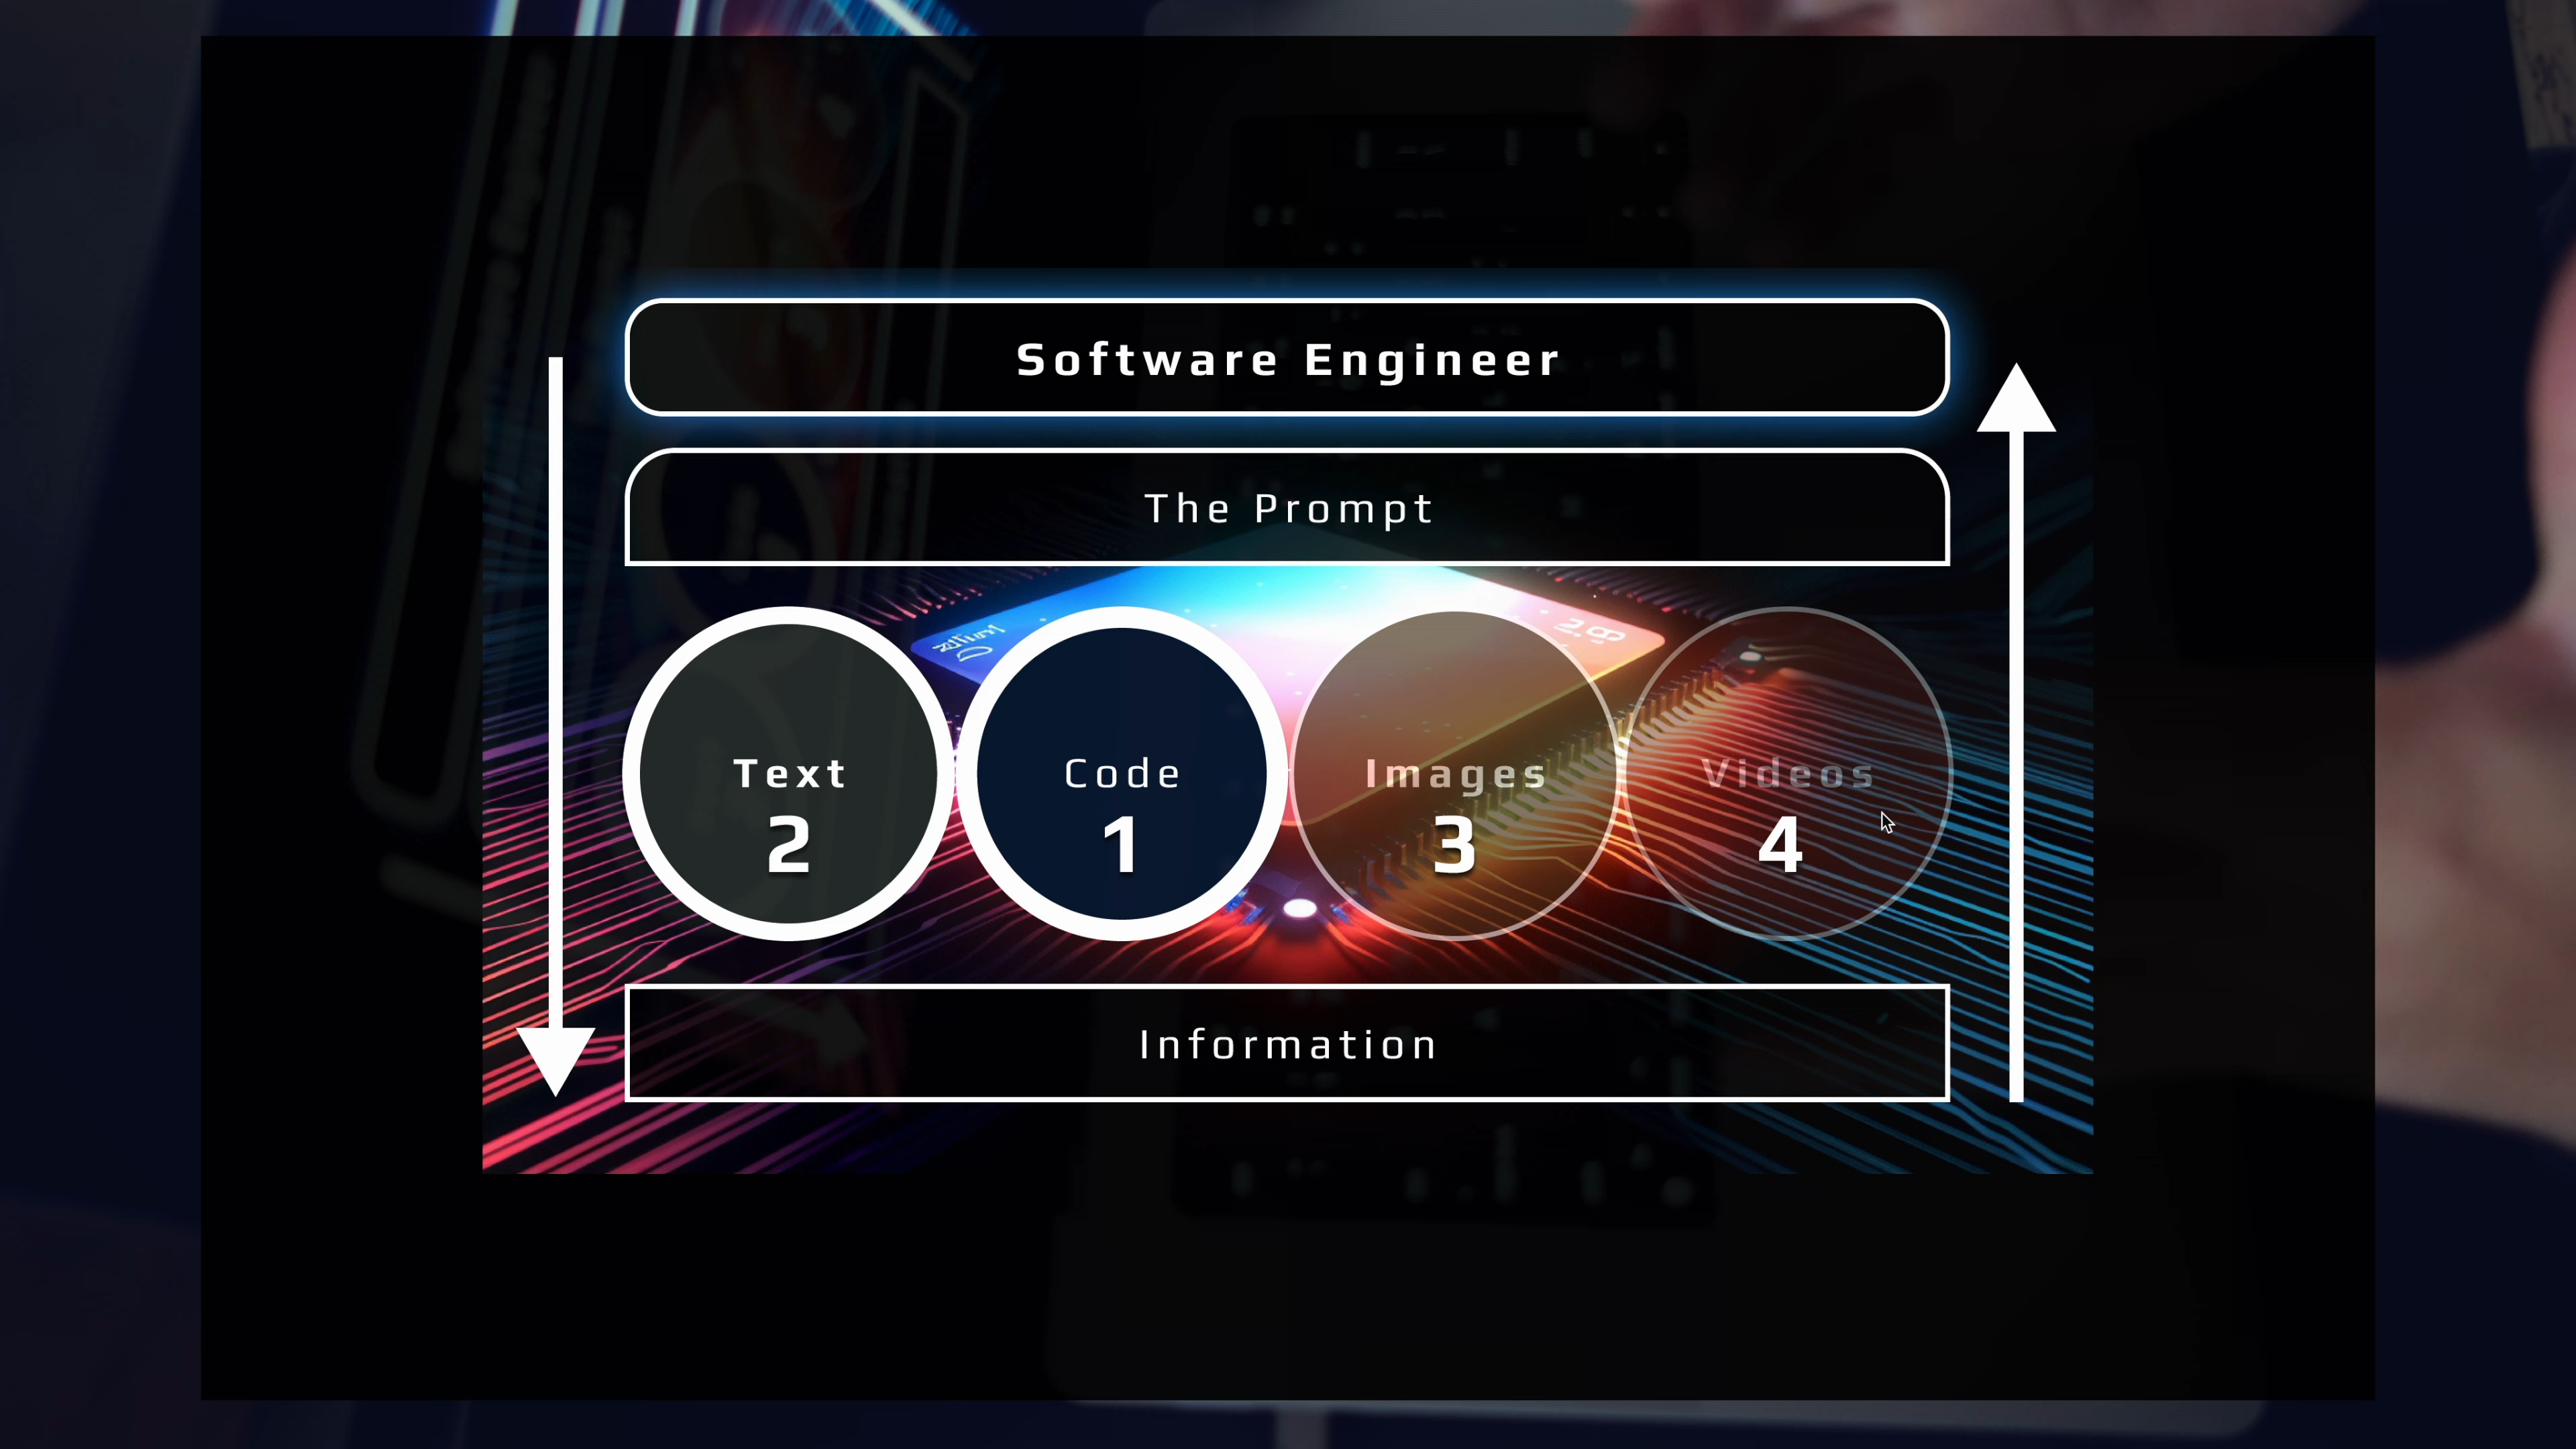 Software Engineer
The Prompt
Text
2
Code
1
Images
3
Videos
4
Information